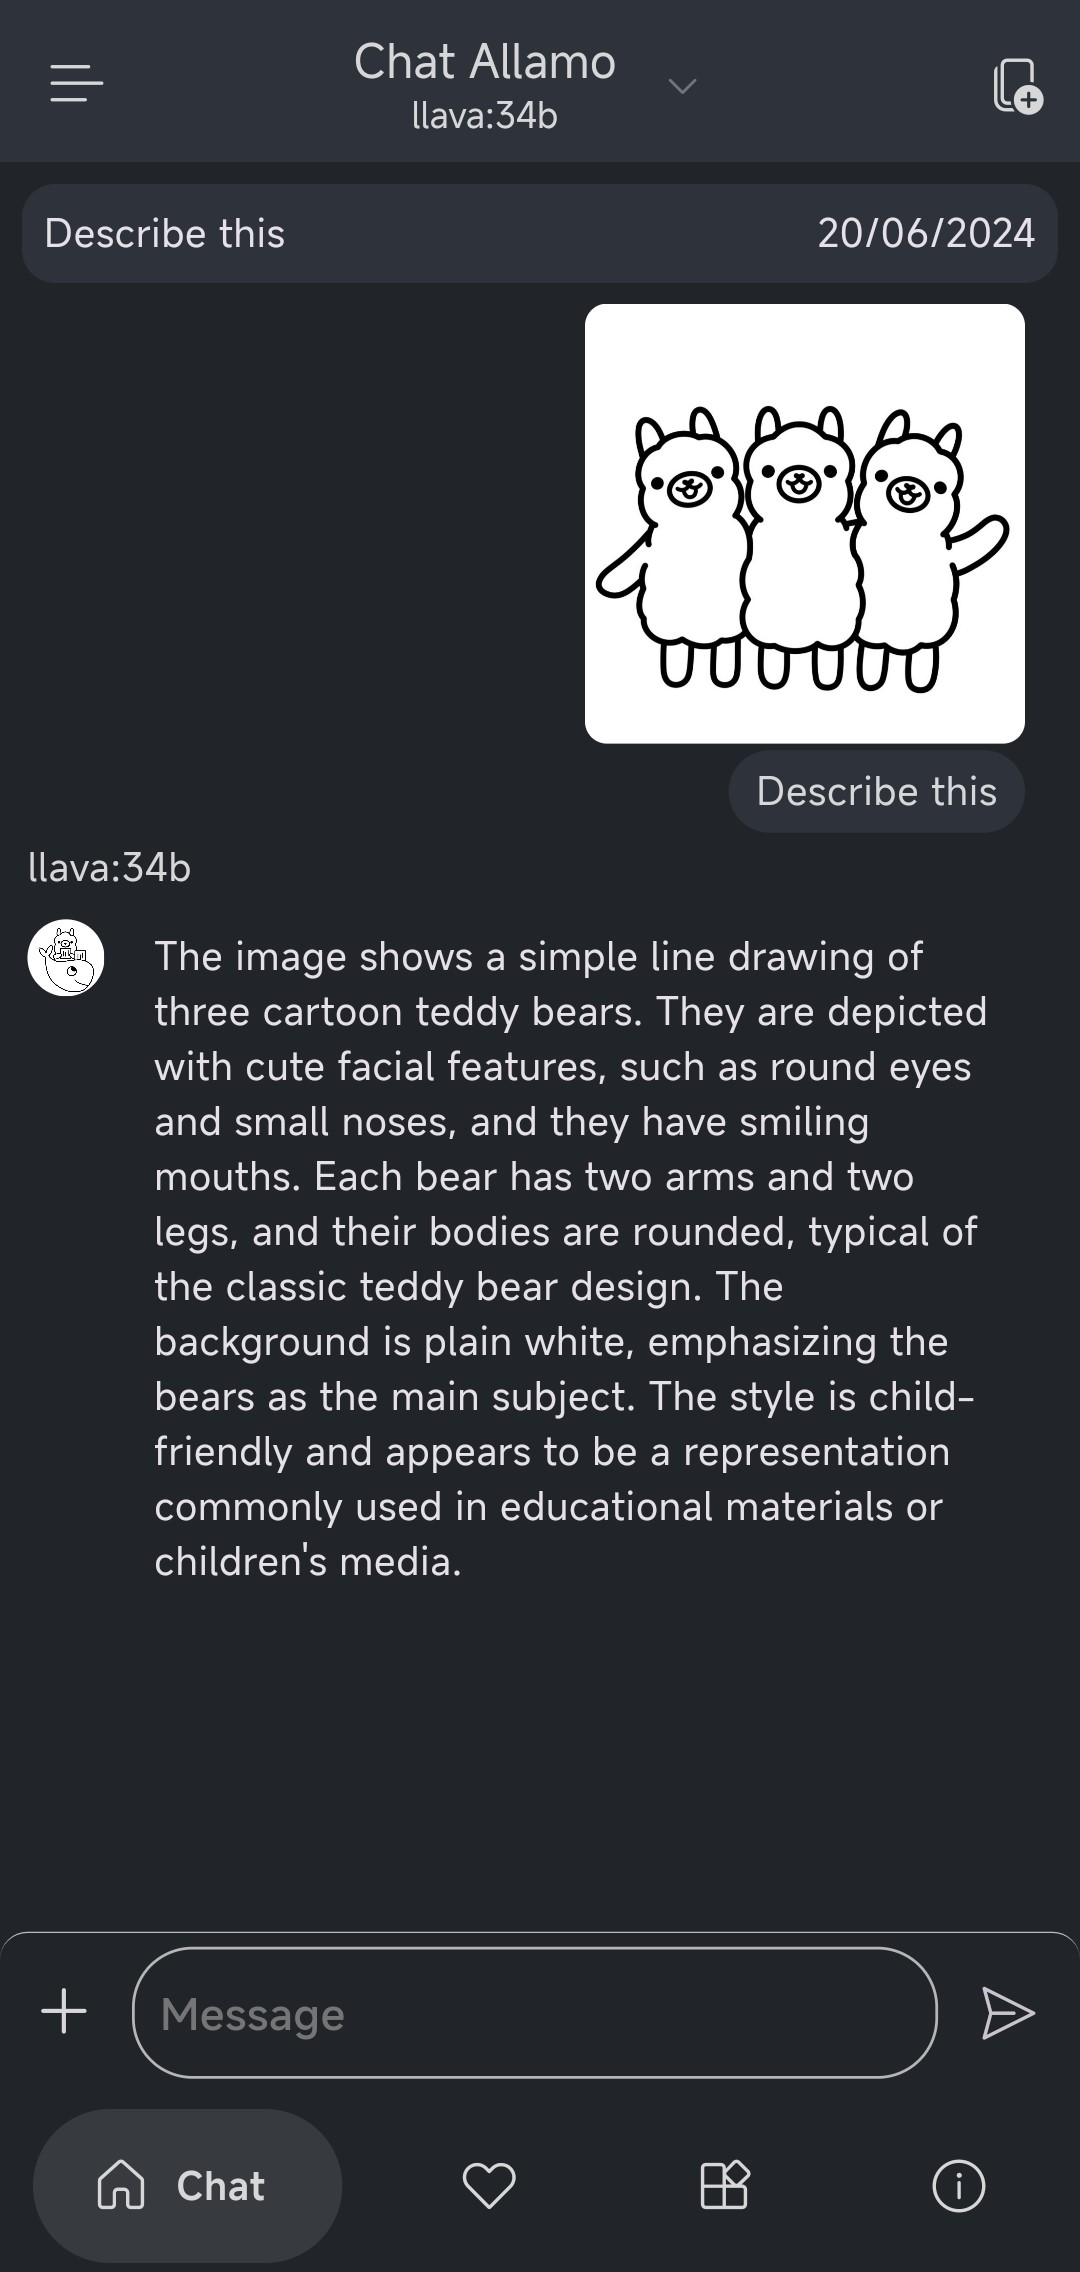 Chat Allamo
llava:34b
Describe this 20/06/2024
Describe this
llava:34b
The image shows a simple line drawing of
three cartoon teddy bears. They are depicted
with cute facial features, such as round eyes
and small noses, and they have smiling
mouths. Each bear has two arms and two
legs, and their bodies are rounded, typical of
the classic teddy bear design. The
background is plain white, emphasizing the
bears as the main subject. The style is child-
friendly and appears to be a representation
commonly used in educational materials or
children's media.
Message
Chat